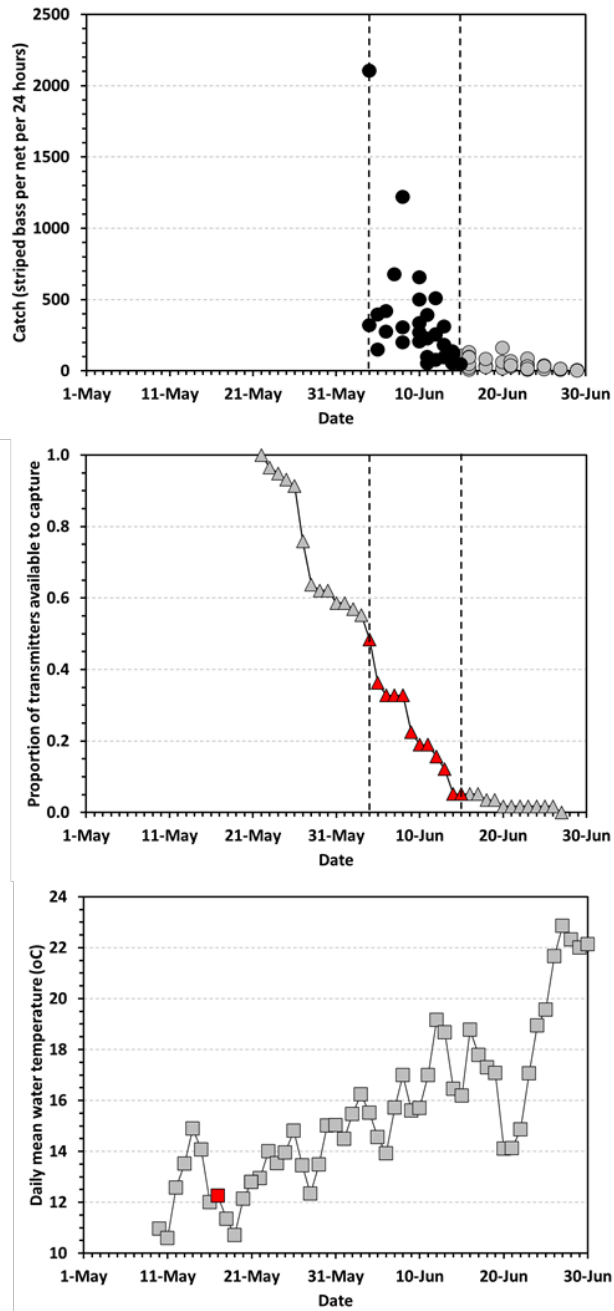 2500
2000
1500
1000
500
0
Catch (striped bass per net per 24 hours)
1-May 11-May 21-May 31-May 10-Jun 20-Jun 30-Jun
Date
1.0
0.8
0.6
0.4
0.2
0.0
Proportion of transmitters available to capture
1-May 11-May 21-May 31-May 10-Jun 20-Jun 30-Jun
Date
24
22
20
18
16
14
12
10
Daily mean water temperature (oC)
1-May 11-May 21-May 31-May 10-Jun 20-Jun 30-Jun
Date